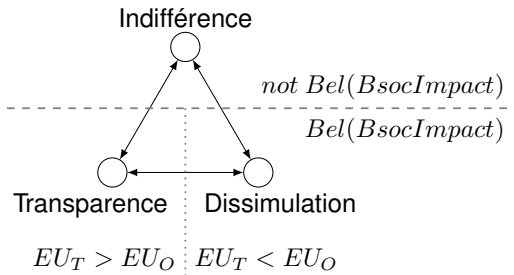 Indifférence
not Bel(BsocImpact)
Bel(BsocImpact)
Transparence Dissimulation
EU_T > EU_O EU_T < EU_O